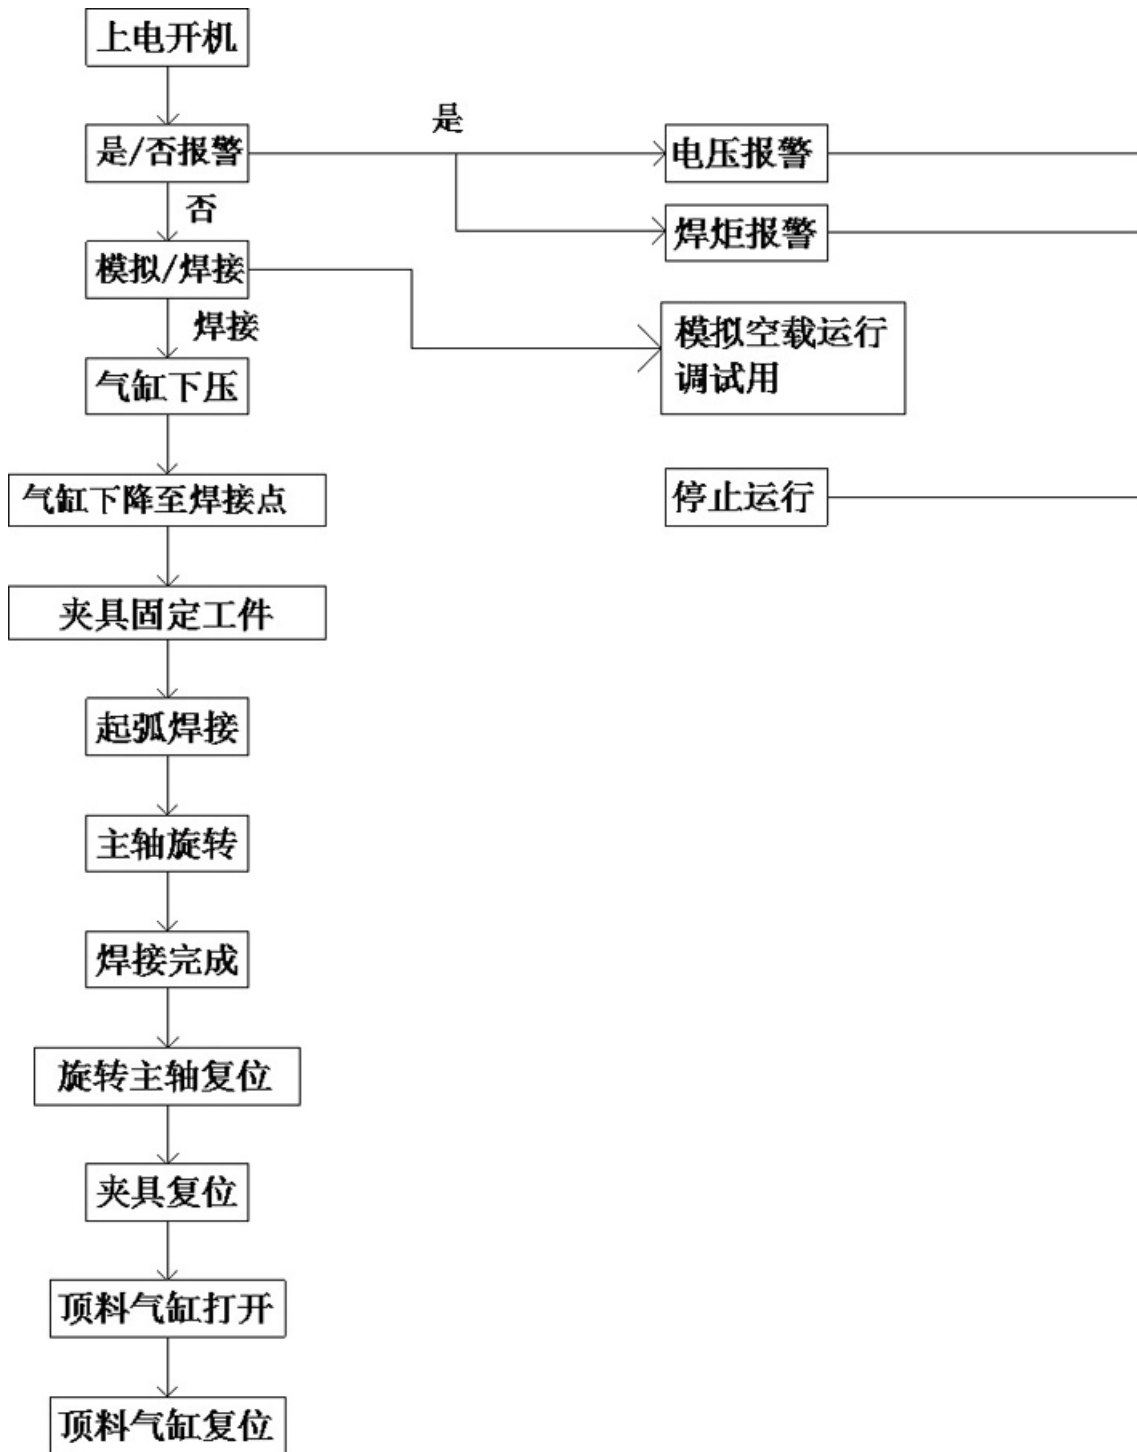 上电开机
是
是/否报警
电压报警
否
焊炬报警
模拟/焊接
焊接
模拟空载运行
调试用
气缸下压
气缸下降至焊接点
停止运行
夹具固定工件
起弧焊接
主轴旋转
焊接完成
旋转主轴复位
夹具复位
顶料气缸打开
顶料气缸复位